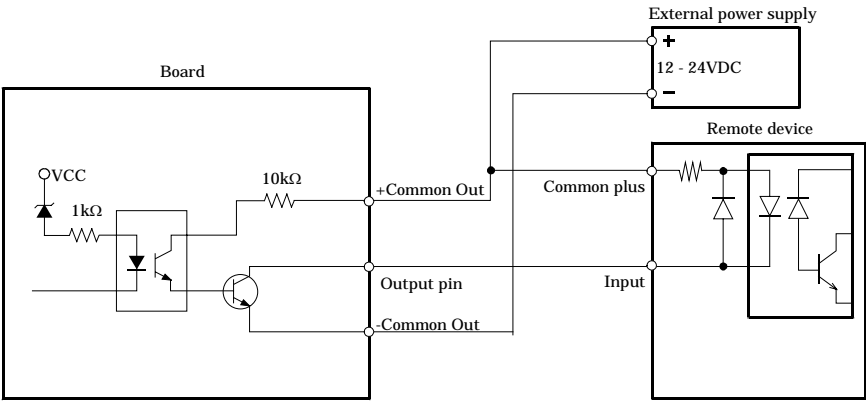 External power supply
+
12 - 24VDC
−
Board
Remote device
VCC
1kΩ
10kΩ
+Common Out
Common plus
Output pin
Input
-Common Out